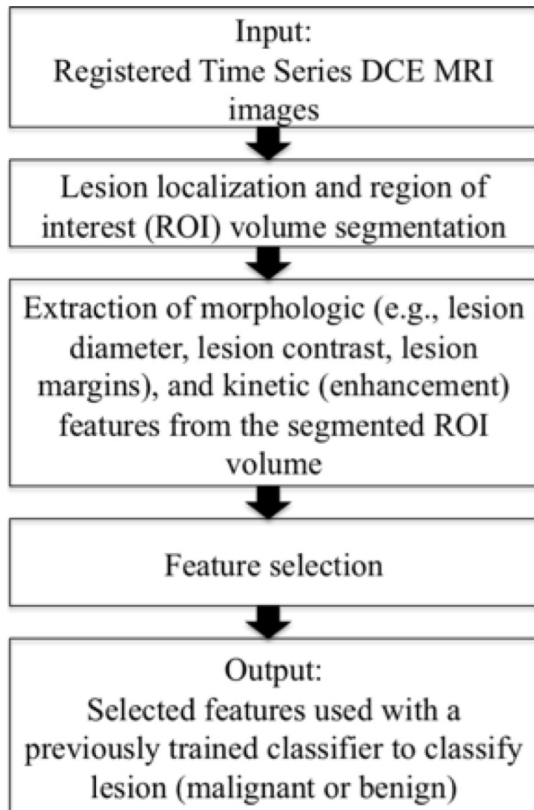 Input:
Registered Time Series DCE MRI
images
Lesion localization and region of
interest (ROI) volume segmentation
Extraction of morphologic (e.g., lesion
diameter, lesion contrast, lesion
margins), and kinetic (enhancement)
features from the segmented ROI
volume
Feature selection
Output:
Selected features used with a
previously trained classifier to classify
lesion (malignant or benign)